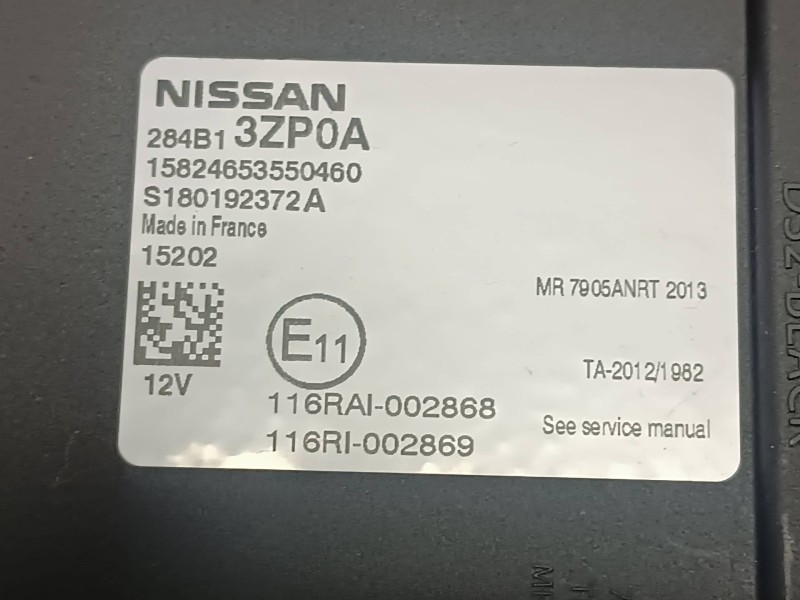 NISSAN
284B1 3ZP0A
15824653550460
S180192372A
Made in France
15202
12V
E11
116RAI-002868
116RI-002869
MR 7905ANRT 2013
TA-2012/1982
See service manual